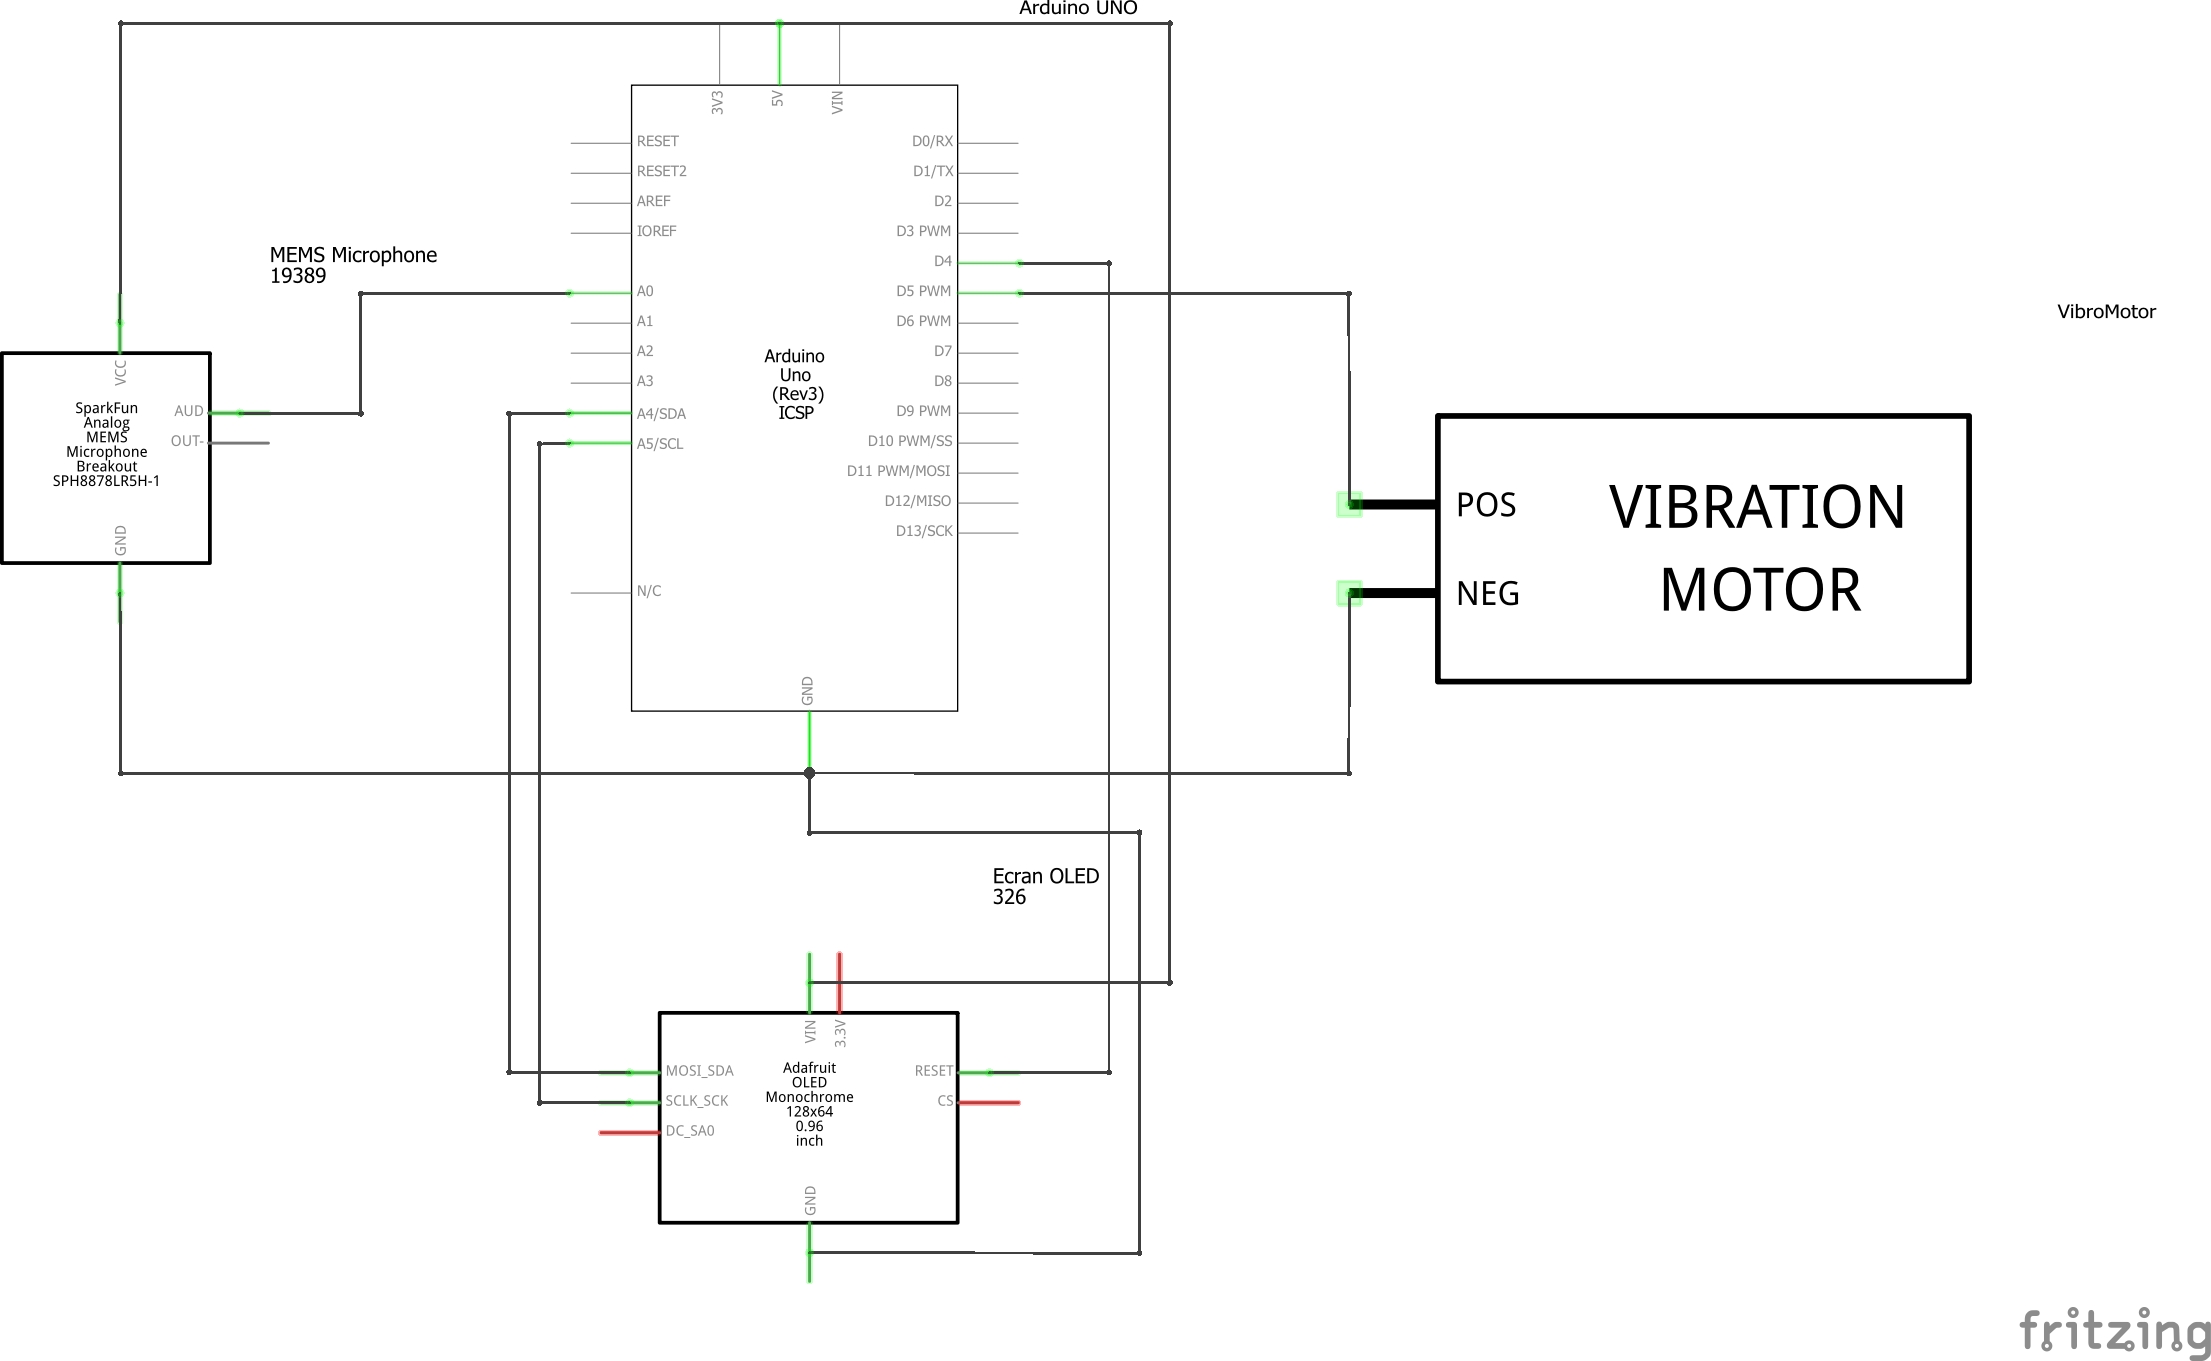 Arduino UNO
3V3
5V
VIN
RESET
RESET2
AREF
IOREF
A0
A1
A2
A3
A4/SDA
A5/SCL
N/C
D0/RX
D1/TX
D2
D3 PWM
D4
D5 PWM
D6 PWM
D7
D8
D9 PWM
D10 PWM/SS
D11 PWM/MOSI
D12/MISO
D13/SCK
GND
Arduino
Uno
(Rev3)
ICSP
MEMS Microphone
19389
VCC
AUD
OUT-
GND
SparkFun
Analog
MEMS
Microphone
Breakout
SPH8878LR5H-1
VibroMotor
POS
NEG
VIBRATION
MOTOR
Ecran OLED
326
VIN
3.3V
MOSI_SDA
SCLK_SCK
DC_SA0
RESET
CS
GND
Adafruit
OLED
Monochrome
128x64
0.96
inch
fritzing